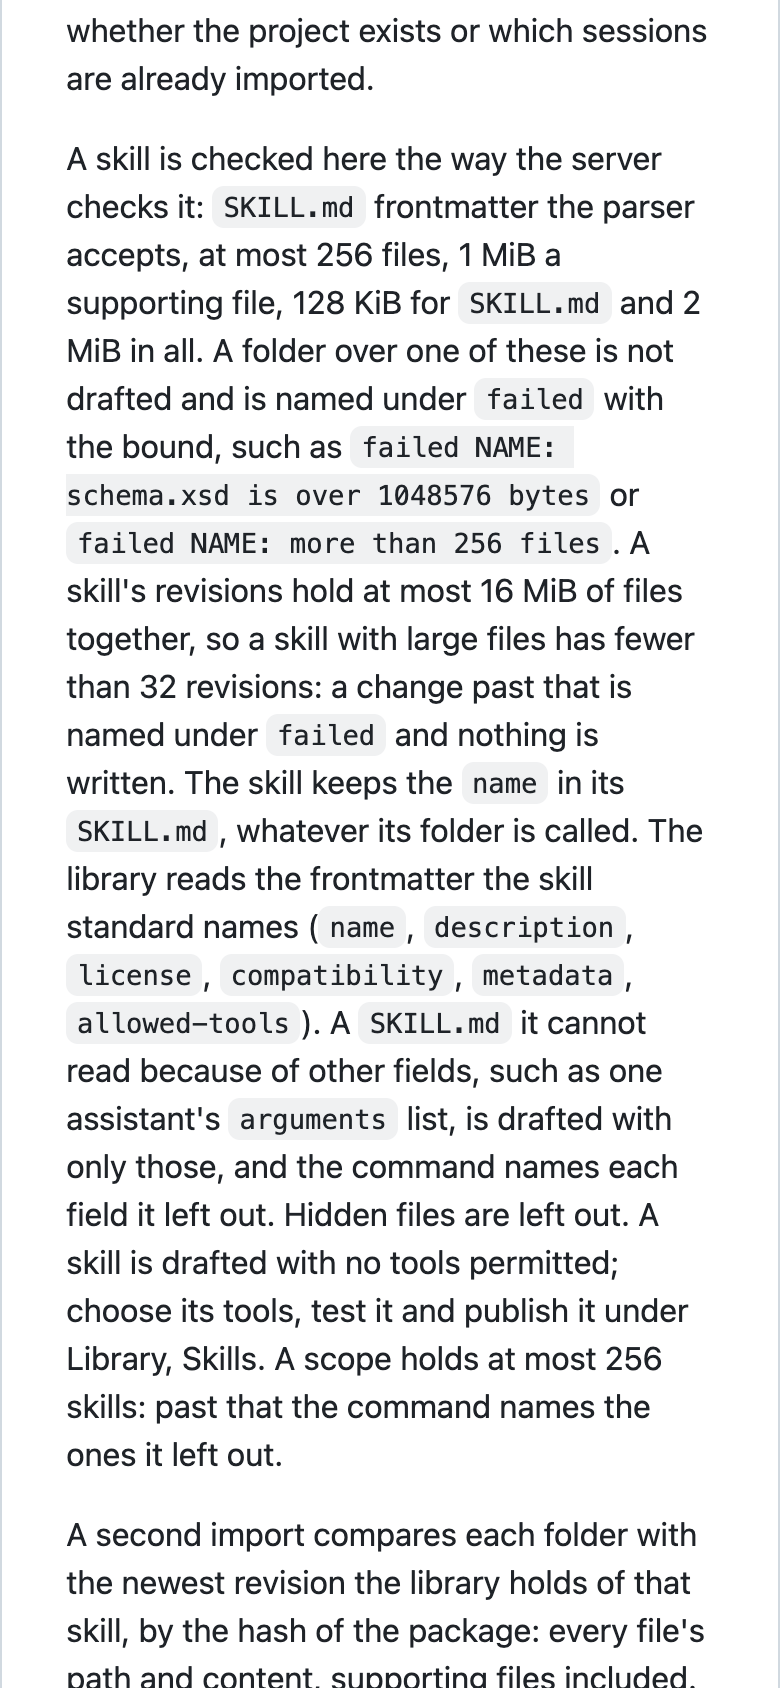 whether the project exists or which sessions
are already imported.
A skill is checked here the way the server
checks it: SKILL.md frontmatter the parser
accepts, at most 256 files, 1 MiB a
supporting file, 128 KiB for SKILL.md and 2
MiB in all. A folder over one of these is not
drafted and is named under failed with
the bound, such as failed NAME:
schema.xsd is over 1048576 bytes or
failed NAME: more than 256 files. A
skill's revisions hold at most 16 MiB of files
together, so a skill with large files has fewer
than 32 revisions: a change past that is
named under failed and nothing is
written. The skill keeps the name in its
SKILL.md, whatever its folder is called. The
library reads the frontmatter the skill
standard names (name, description,
license, compatibility, metadata,
allowed-tools). A SKILL.md it cannot
read because of other fields, such as one
assistant's arguments list, is drafted with
only those, and the command names each
field it left out. Hidden files are left out. A
skill is drafted with no tools permitted;
choose its tools, test it and publish it under
Library, Skills. A scope holds at most 256
skills: past that the command names the
ones it left out.
A second import compares each folder with
the newest revision the library holds of that
skill, by the hash of the package: every file's
path and content, supporting files included.